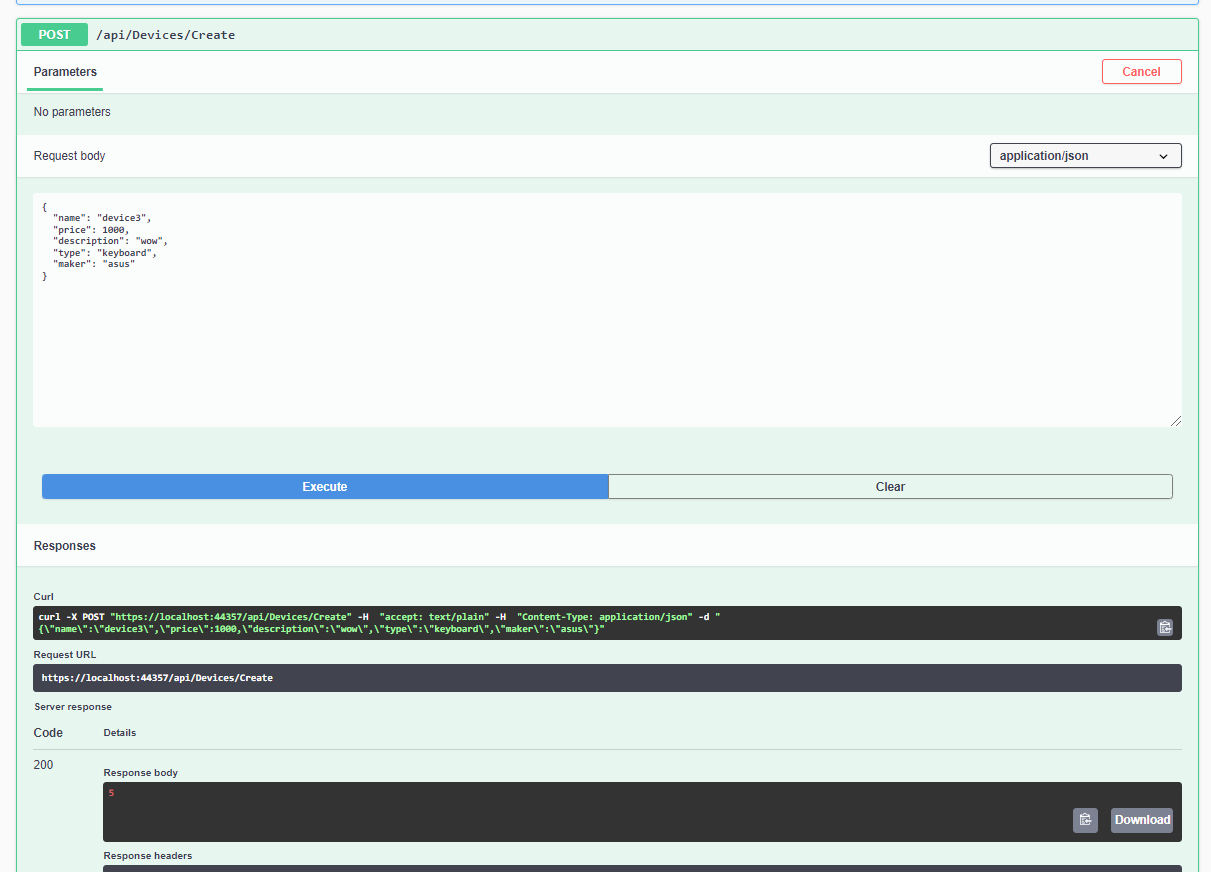 POST /api/Devices/Create
Parameters
Cancel
No parameters
Request body
application/json
{
  "name": "device3",
  "price": 1000,
  "description": "wow",
  "type": "keyboard",
  "maker": "asus"
}
Execute
Clear
Responses
Curl
curl -X POST "https://localhost:44357/api/Devices/Create" -H  "accept: text/plain" -H  "Content-Type: application/json" -d "
{\"name\":\"device3\",\"price\":1000,\"description\":\"wow\",\"type\":\"keyboard\",\"maker\":\"asus\"}"
Request URL
https://localhost:44357/api/Devices/Create
Server response
Code Details
200
Response body
5
Download
Response headers